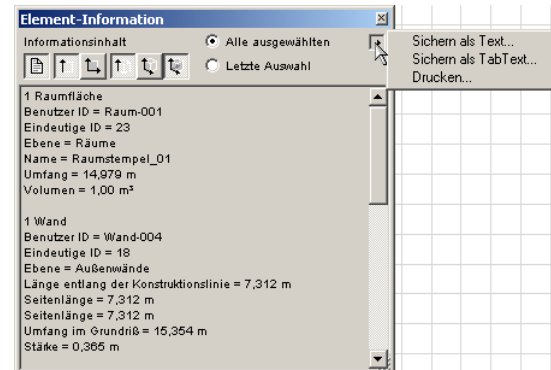 Element-Information
Informationsinhalt
Alle ausgewählten
Letzte Auswahl
Sichern als Text...
Sichern als TabText...
Drucken...
1 Raumfläche
Benutzer ID = Raum-001
Eindeutige ID = 23
Ebene = Räume
Name = Raumstempel_01
Umfang = 14,979 m
Volumen = 1,00 m³
1 Wand
Benutzer ID = Wand-004
Eindeutige ID = 18
Ebene = Außenwände
Länge entlang der Konstruktionslinie = 7,312 m
Seitenlänge = 7,312 m
Seitenlänge = 7,312 m
Umfang im Grundriß = 15,354 m
Stärke = 0,365 m